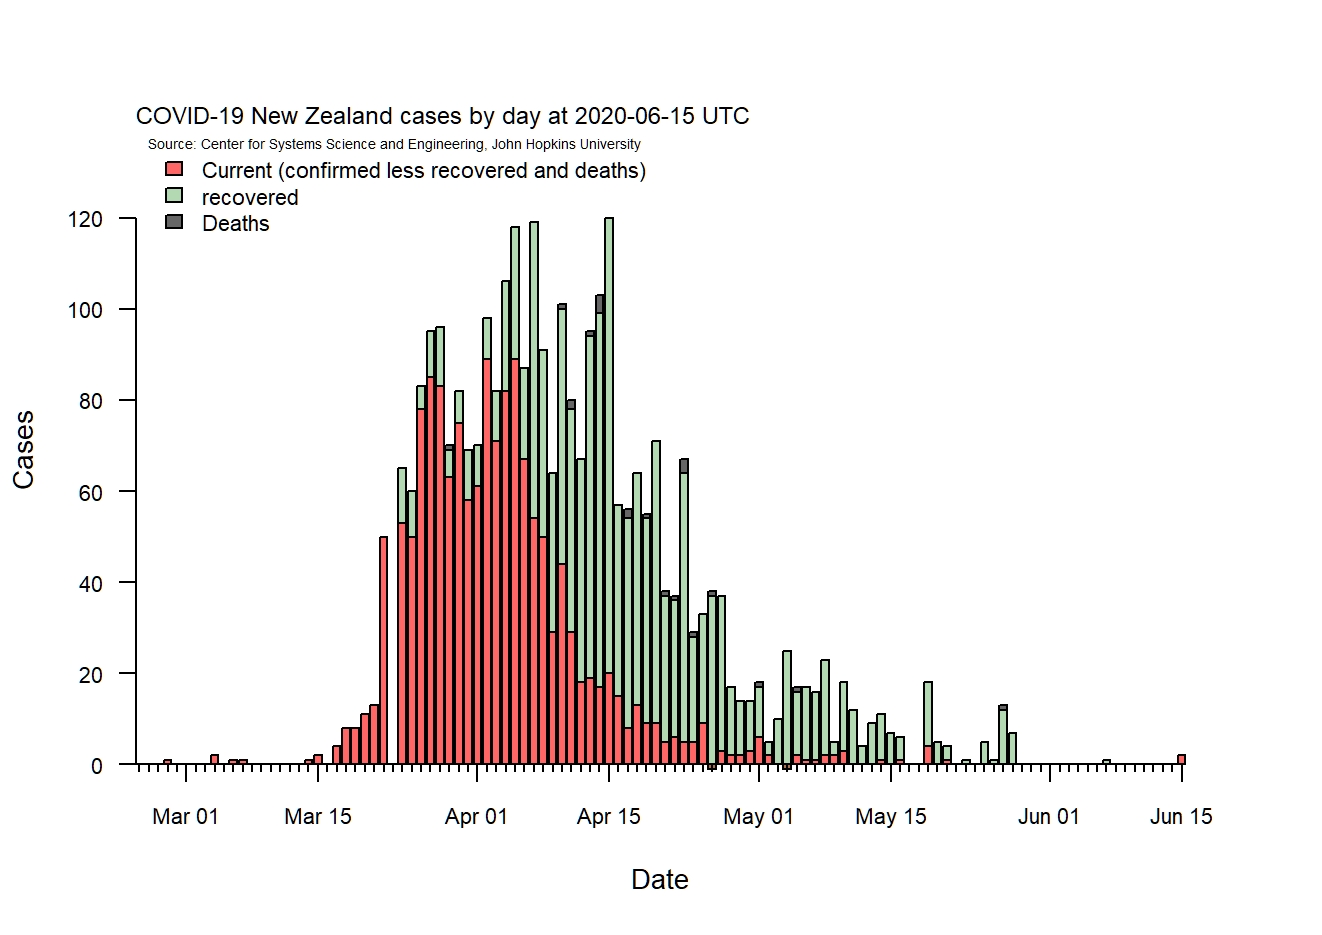 COVID-19 New Zealand cases by day at 2020-06-15 UTC
Source: Center for Systems Science and Engineering, John Hopkins University
Current (confirmed less recovered and deaths)
recovered
Deaths
120
100
80
60
40
20
0
Cases
Mar 01 Mar 15 Apr 01 Apr 15 May 01 May 15 Jun 01 Jun 15
Date